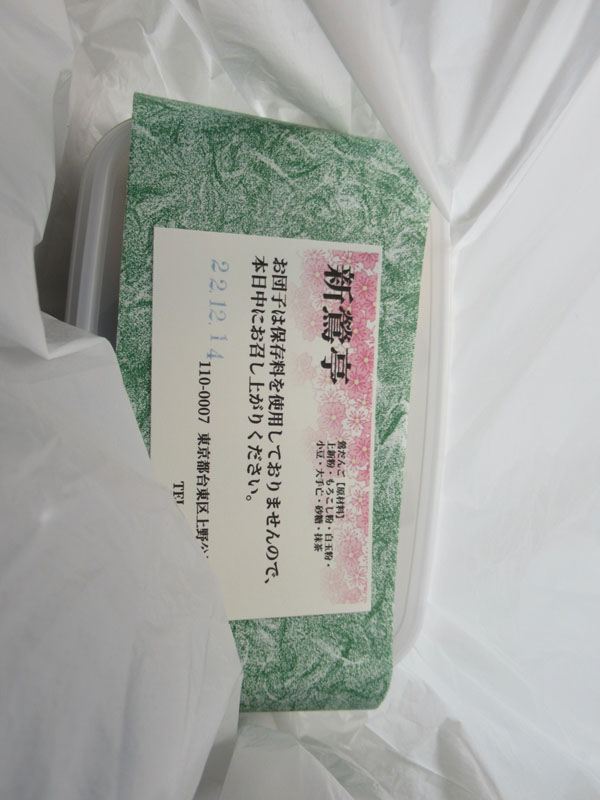 新鶯亭
鶯だんご【原材料】
上新粉・もろこし粉・白玉粉・
小豆・大手亡・砂糖・抹茶
お団子は保存料を使用しておりませんので、
本日中にお召し上がりください。
22.12.14
110-0007 東京都台東区上野公
TEL